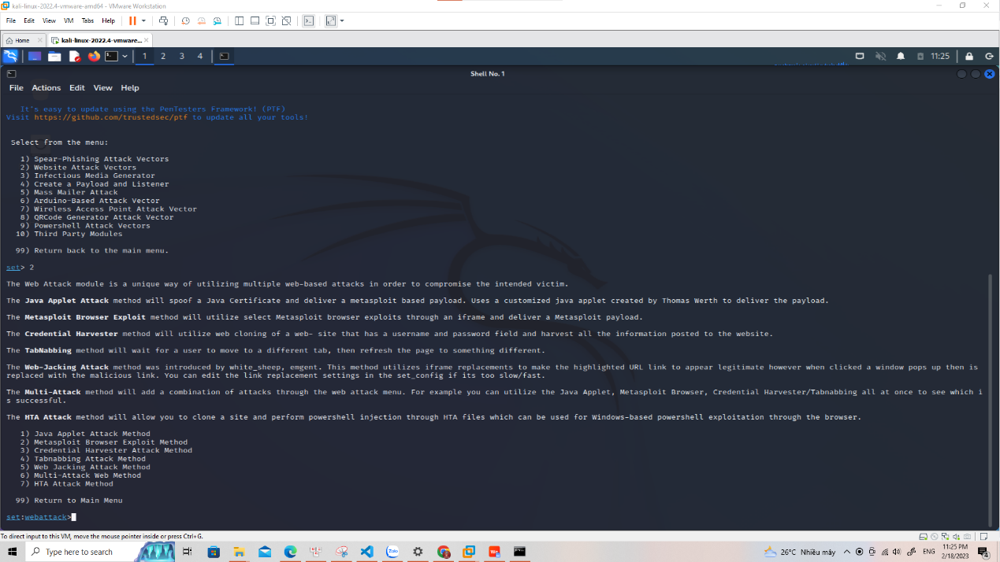 kali-linux-2022.4-vmware-amd64 - VMware Workstation
File Edit View VM Tabs Help
Home kali-linux-2022.4-vmware...
1 2 3 4 11:25
Shell No. 1
File Actions Edit View Help
It's easy to update using the PenTesters Framework! (PTF)
Visit https://github.com/trustedsec/ptf to update all your tools!
Select from the menu:
1) Spear-Phishing Attack Vectors
2) Website Attack Vectors
3) Infectious Media Generator
4) Create a Payload and Listener
5) Mass Mailer Attack
6) Arduino-Based Attack Vector
7) Wireless Access Point Attack Vector
8) QRCode Generator Attack Vector
9) Powershell Attack Vectors
10) Third Party Modules
99) Return back to the main menu.
set> 2
The Web Attack module is a unique way of utilizing multiple web-based attacks in order to compromise the intended victim.
The Java Applet Attack method will spoof a Java Certificate and deliver a metasploit based payload. Uses a customized java applet created by Thomas Werth to deliver the payload.
The Metasploit Browser Exploit method will utilize select Metasploit browser exploits through an iframe and deliver a Metasploit payload.
The Credential Harvester method will utilize web cloning of a web- site that has a username and password field and harvest all the information posted to the website.
The TabNabbing method will wait for a user to move to a different tab, then refresh the page to something different.
The Web-Jacking Attack method was introduced by white_sheep, emgent. This method utilizes iframe replacements to make the highlighted URL link to appear legitimate however when clicked a window pops up then is
replaced with the malicious link. You can edit the link replacement settings in the set_config if its too slow/fast.
The Multi-Attack method will add a combination of attacks through the web attack menu. For example you can utilize the Java Applet, Metasploit Browser, Credential Harvester/Tabnabbing all at once to see which i
s successful.
The HTA Attack method will allow you to clone a site and perform powershell injection through HTA files which can be used for Windows-based powershell exploitation through the browser.
1) Java Applet Attack Method
2) Metasploit Browser Exploit Method
3) Credential Harvester Attack Method
4) Tabnabbing Attack Method
5) Web Jacking Attack Method
6) Multi-Attack Web Method
7) HTA Attack Method
99) Return to Main Menu
set:webattack>
To direct input to this VM, move the mouse pointer inside or press Ctrl+G.
Type here to search
Zalo
26°C Nhiều mây
ENG
11:25 PM
2/18/2023
4